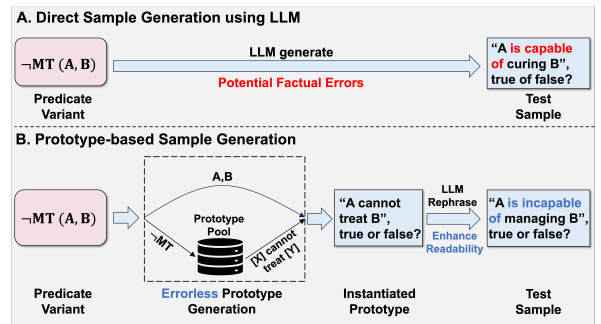 A. Direct Sample Generation using LLM
¬MT (A, B)
Predicate
Variant
LLM generate
Potential Factual Errors
“A is capable
of curing B”,
true of false?
Test
Sample
B. Prototype-based Sample Generation
¬MT (A, B)
Predicate
Variant
A,B
¬MT
Prototype
Pool
[X] cannot
treat [Y]
Errorless Prototype
Generation
“A cannot
treat B”,
true or false?
Instantiated
Prototype
LLM
Rephrase
Enhance
Readability
“A is incapable
of managing B”,
true or false?
Test
Sample